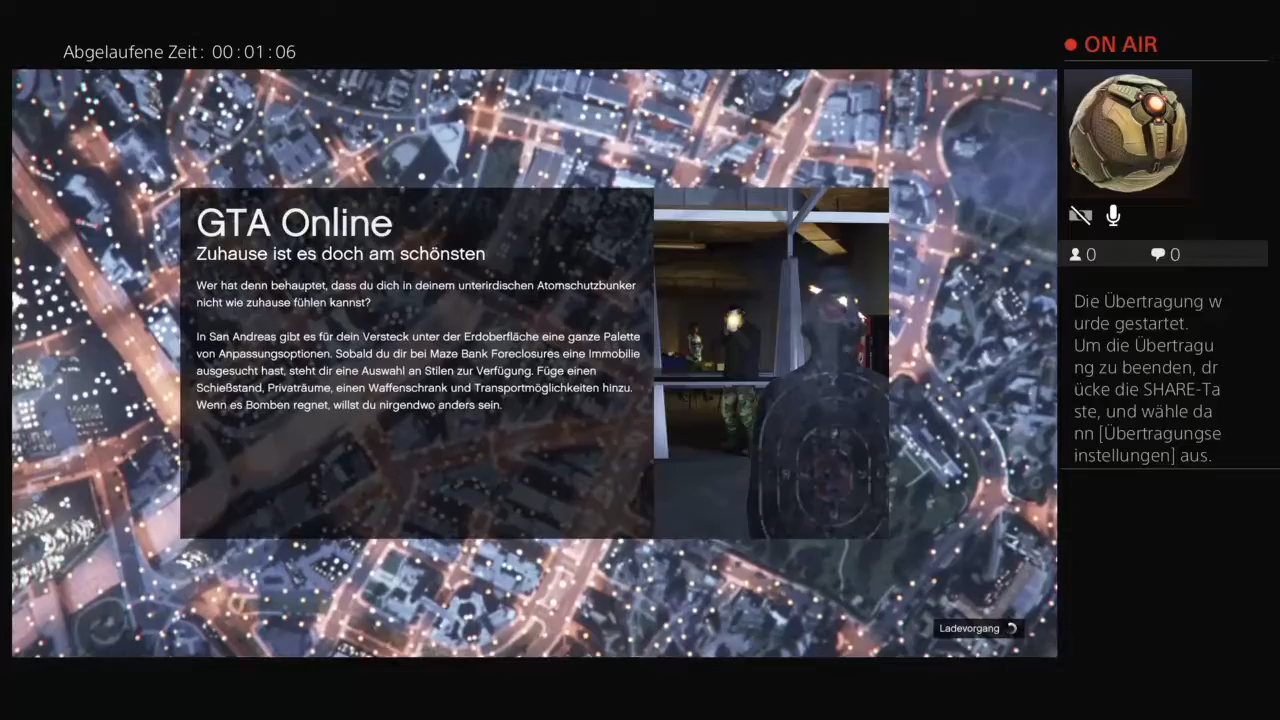 Abgelaufene Zeit: 00:01:06
ON AIR
GTA Online
Zuhause ist es doch am schönsten
Wer hat denn behauptet, dass du dich in deinem unterirdischen Atomschutzbunker
nicht wie zuhause fühlen kannst?
In San Andreas gibt es für dein Versteck unter der Erdoberfläche eine ganze Palette
von Anpassungsoptionen. Sobald du dir bei Maze Bank Foreclosures eine Immobilie
ausgesucht hast, steht dir eine Auswahl an Stilen zur Verfügung. Füge einen
Schießstand, Privaträume, einen Waffenschrank und Transportmöglichkeiten hinzu.
Wenn es Bomben regnet, willst du nirgendwo anders sein.
Ladevorgang
0 0
Die Übertragung w
urde gestartet.
Um die Übertragu
ng zu beenden, dr
ücke die SHARE-Ta
ste, und wähle da
nn [Übertragungse
instellungen] aus.